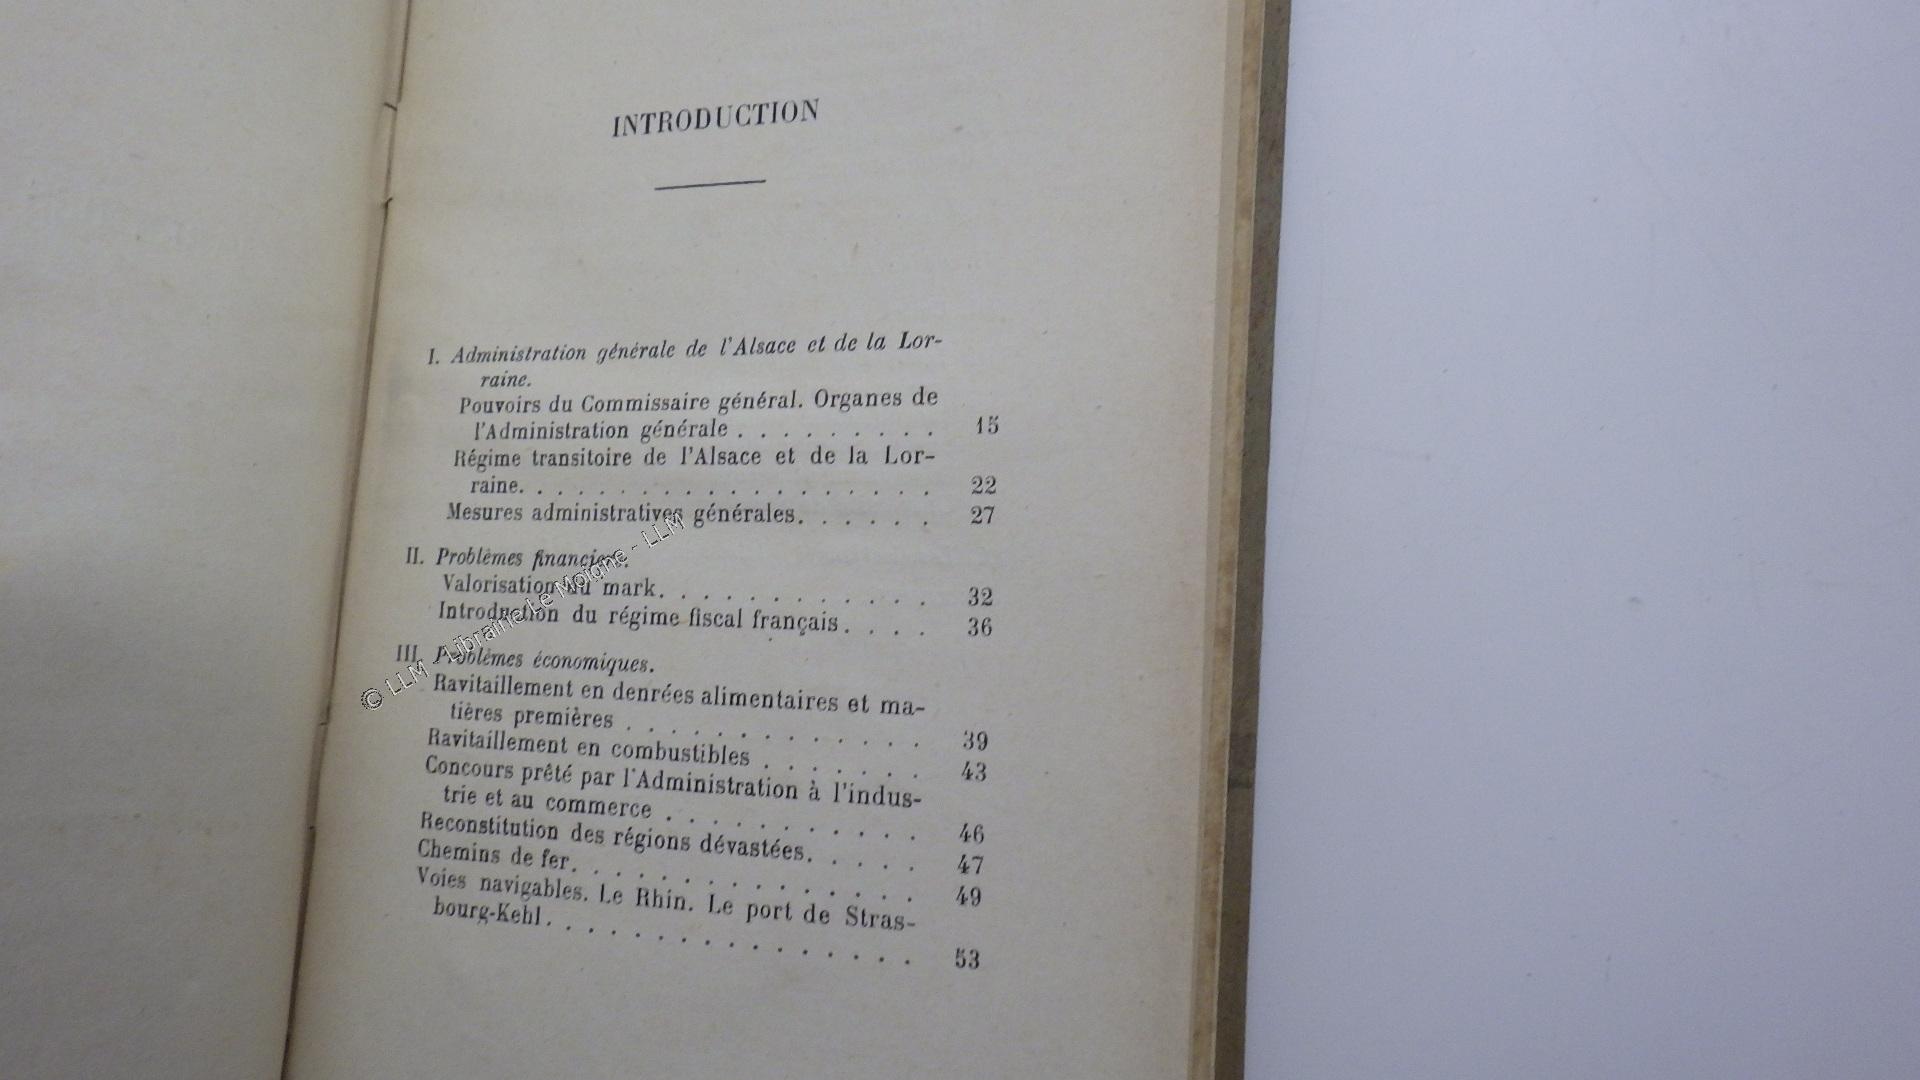 INTRODUCTION
I. Administration générale de l'Alsace et de la Lor-
raine.
Pouvoirs du Commissaire général. Organes de
l'Administration générale . . . . . . . . . 15
Régime transitoire de l'Alsace et de la Lor-
raine. . . . . . . . . . . . . . . . . . . 22
Mesures administratives générales. . . . . . 27
II. Problèmes financiers.
Valorisation du mark. . . . . . . . . . . . . 32
Introduction du régime fiscal français. . . . 36
III. Problèmes économiques.
Ravitaillement en denrées alimentaires et ma-
tières premières . . . . . . . . . . . . . 39
Ravitaillement en combustibles . . . . . . . 43
Concours prêté par l'Administration à l'indus-
trie et au commerce . . . . . . . . . . . 46
Reconstitution des régions dévastées. . . . . 47
Chemins de fer. . . . . . . . . . . . . . . . 49
Voies navigables. Le Rhin. Le port de Stras-
bourg-Kehl. . . . . . . . . . . . . . . . . 53
© LLM - Librairie Le Moigne - LLM